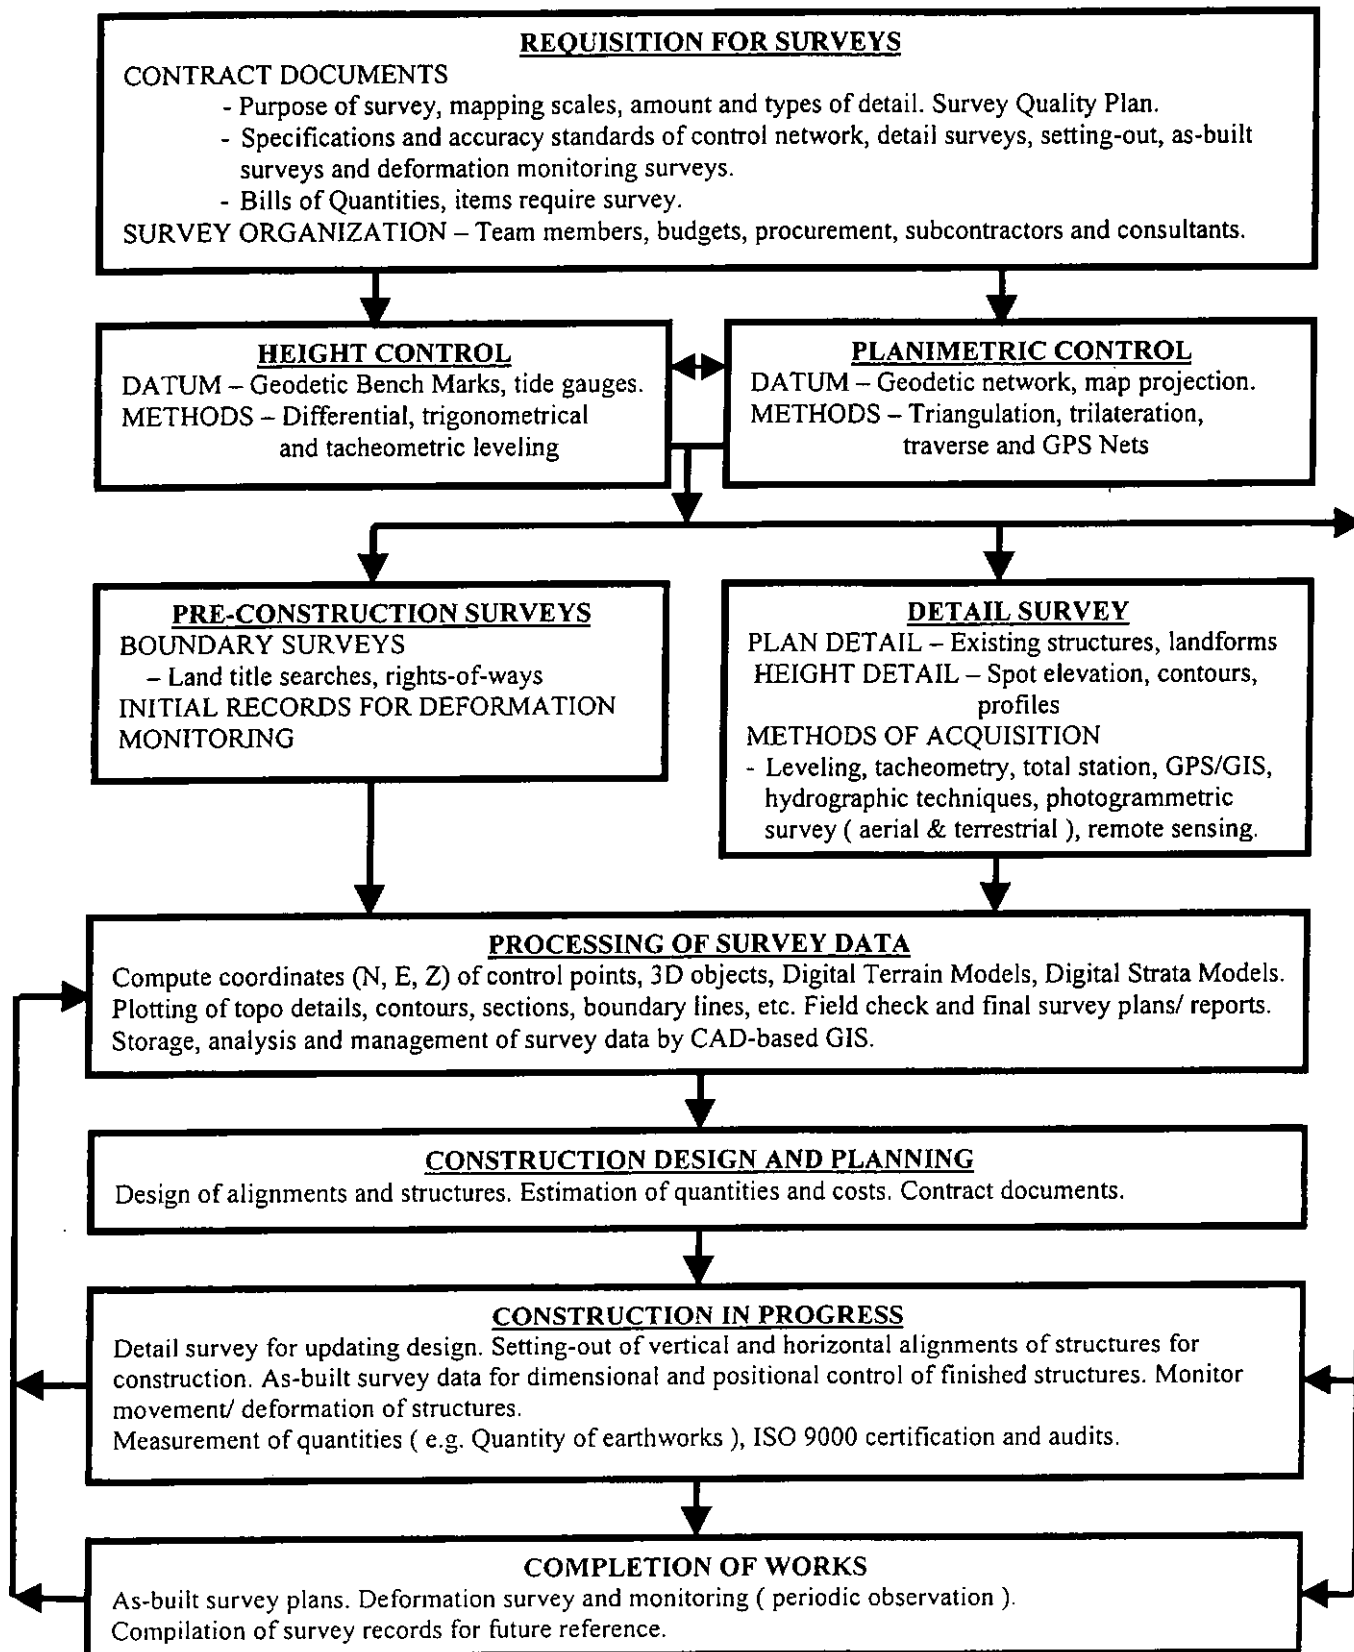 REQUISITION FOR SURVEYS
CONTRACT DOCUMENTS
- Purpose of survey, mapping scales, amount and types of detail. Survey Quality Plan.
- Specifications and accuracy standards of control network, detail surveys, setting-out, as-built
surveys and deformation monitoring surveys.
- Bills of Quantities, items require survey.
SURVEY ORGANIZATION – Team members, budgets, procurement, subcontractors and consultants.
HEIGHT CONTROL
DATUM – Geodetic Bench Marks, tide gauges.
METHODS – Differential, trigonometrical
and tacheometric leveling
PLANIMETRIC CONTROL
DATUM – Geodetic network, map projection.
METHODS – Triangulation, trilateration,
traverse and GPS Nets
PRE-CONSTRUCTION SURVEYS
BOUNDARY SURVEYS
– Land title searches, rights-of-ways
INITIAL RECORDS FOR DEFORMATION
MONITORING
DETAIL SURVEY
PLAN DETAIL – Existing structures, landforms
HEIGHT DETAIL – Spot elevation, contours,
profiles
METHODS OF ACQUISITION
- Leveling, tacheometry, total station, GPS/GIS,
hydrographic techniques, photogrammetric
survey ( aerial & terrestrial ), remote sensing.
PROCESSING OF SURVEY DATA
Compute coordinates (N, E, Z) of control points, 3D objects, Digital Terrain Models, Digital Strata Models.
Plotting of topo details, contours, sections, boundary lines, etc. Field check and final survey plans/ reports.
Storage, analysis and management of survey data by CAD-based GIS.
CONSTRUCTION DESIGN AND PLANNING
Design of alignments and structures. Estimation of quantities and costs. Contract documents.
CONSTRUCTION IN PROGRESS
Detail survey for updating design. Setting-out of vertical and horizontal alignments of structures for
construction. As-built survey data for dimensional and positional control of finished structures. Monitor
movement/ deformation of structures.
Measurement of quantities ( e.g. Quantity of earthworks ), ISO 9000 certification and audits.
COMPLETION OF WORKS
As-built survey plans. Deformation survey and monitoring ( periodic observation ).
Compilation of survey records for future reference.